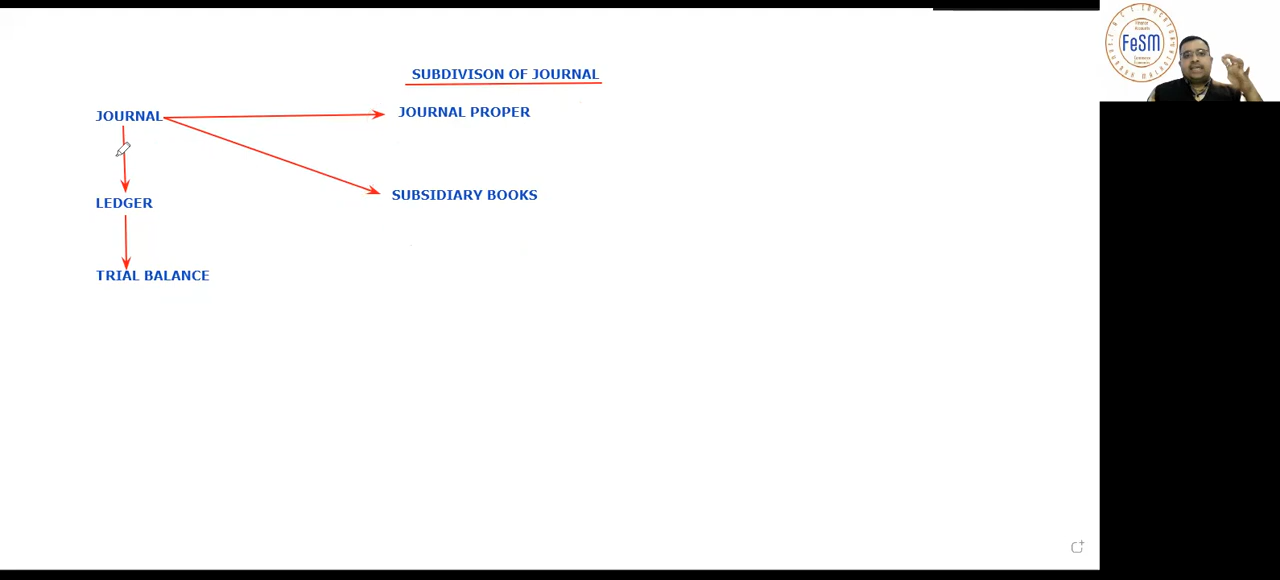 SUBDIVISON OF JOURNAL
JOURNAL
JOURNAL PROPER
LEDGER
SUBSIDIARY BOOKS
TRIAL BALANCE
FeSM